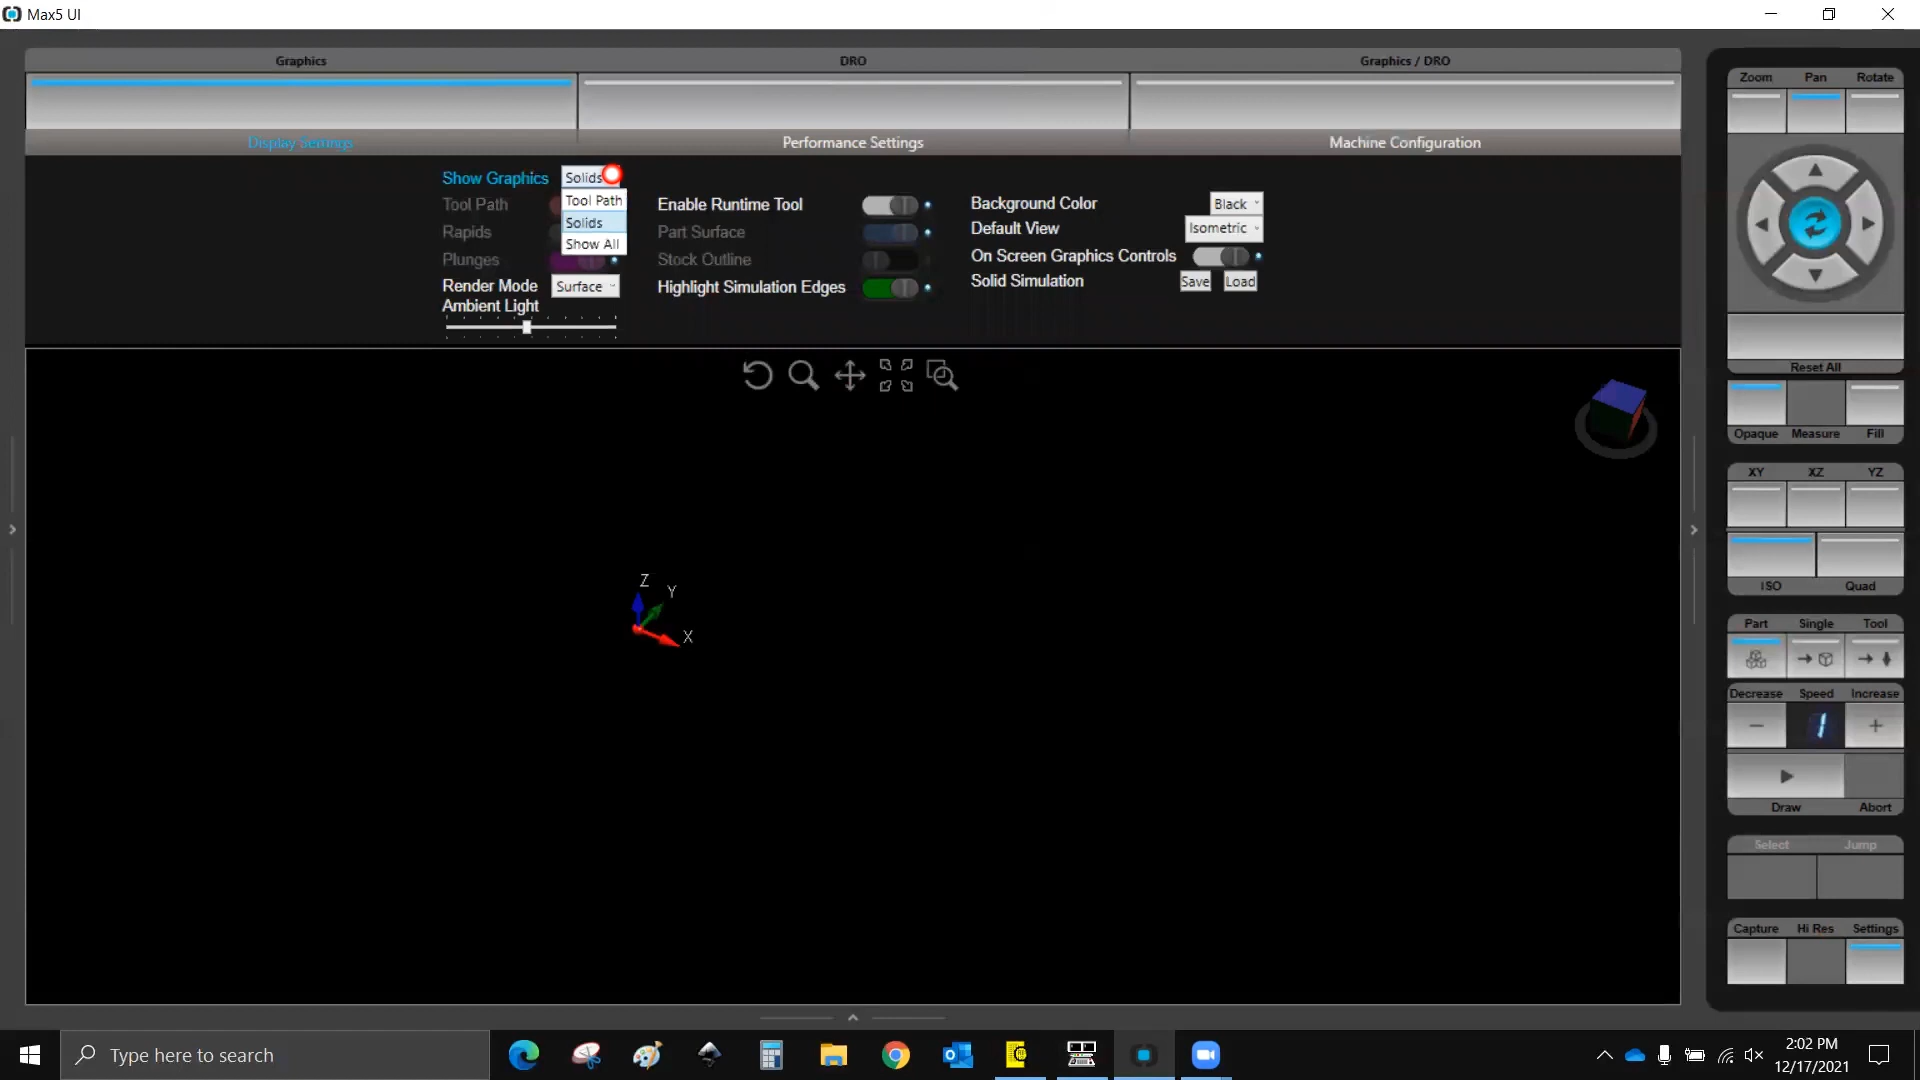 Max5 UI
Graphics
DRO
Graphics / DRO
Display Settings
Performance Settings
Machine Configuration
Show Graphics
Solids
Tool Path
Solids
Show All
Tool Path
Rapids
Plunges
Render Mode
Surface
Ambient Light
Enable Runtime Tool
Part Surface
Stock Outline
Highlight Simulation Edges
Background Color
Black
Default View
Isometric
On Screen Graphics Controls
Solid Simulation
Save
Load
Z
Y
X
Zoom Pan Rotate
Reset All
Opaque Measure Fill
XY XZ YZ
ISO Quad
Part Single Tool
Decrease Speed Increase
1
Draw Abort
Select Jump
Capture Hi Res Settings
Type here to search
2:02 PM
12/17/2021